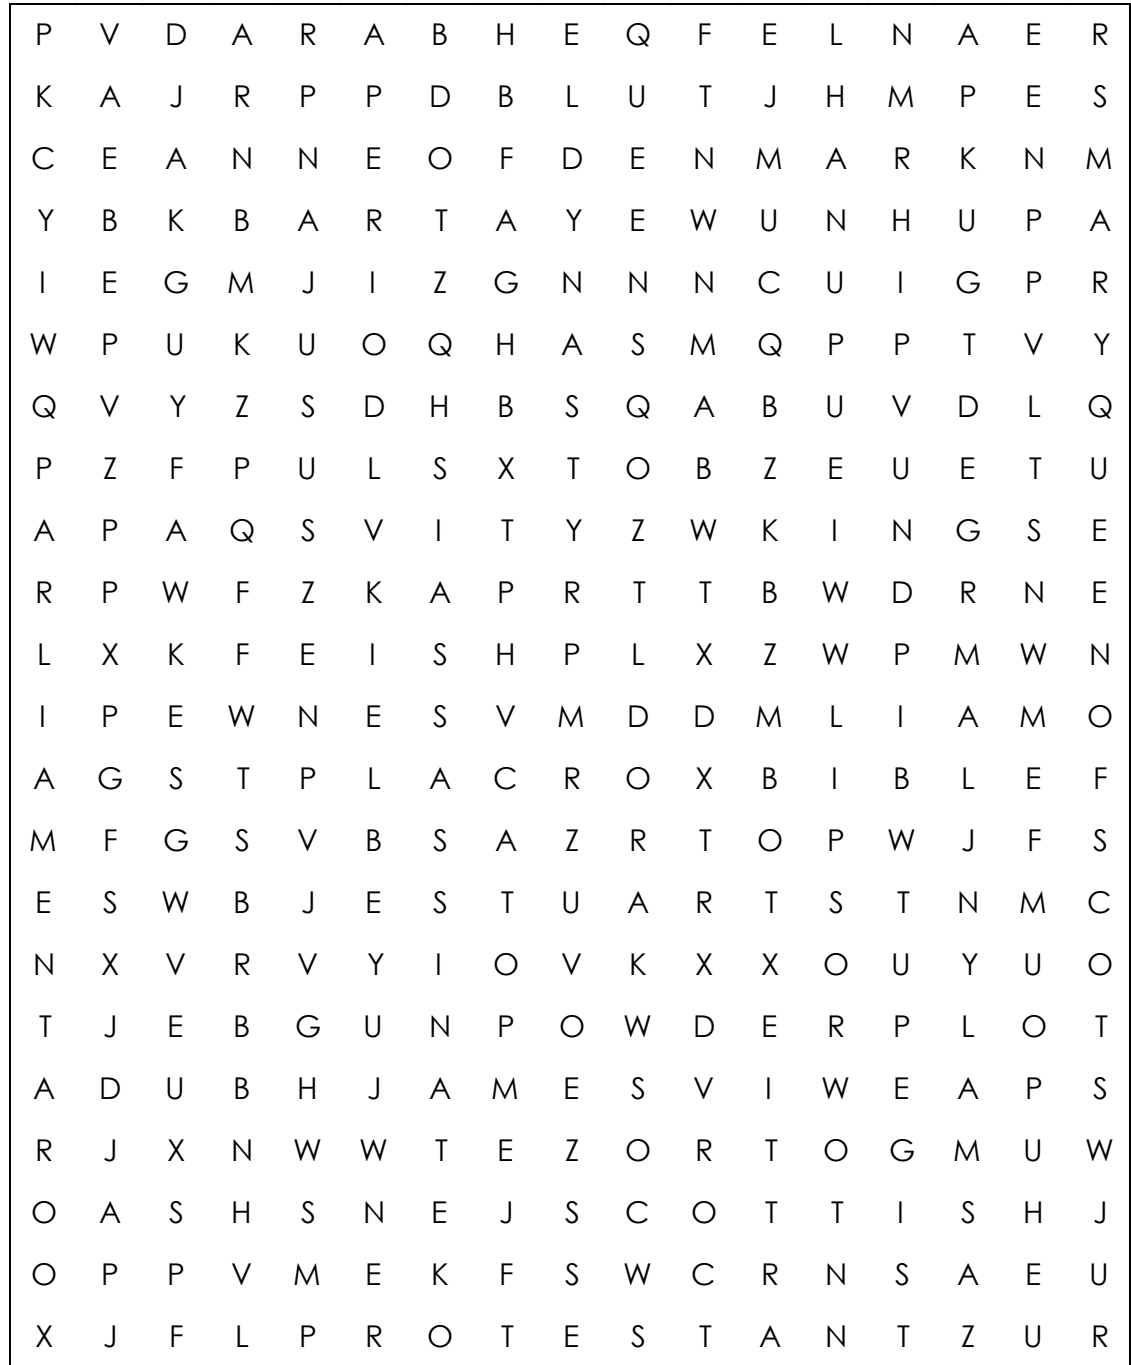 P V D A R A B H E Q F E L N A E R
K A J R P P D B L U T J H M P E S
C E A N N E O F D E N M A R K N M
Y B K B A R T A Y E W U N H U P A
I E G M J I Z G N N N C U I G P R
W P U K U O Q H A S M Q P P T V Y
Q V Y Z S D H B S Q A B U V D L Q
P Z F P U L S X T O B Z E U E T U
A P A Q S V I T Y Z W K I N G S E
R P W F Z K A P R T T B W D R N E
L X K F E I S H P L X Z W P M W N
I P E W N E S V M D D M L I A M O
A G S T P L A C R O X B I B L E F
M F G S V B S A Z R T O P W J F S
E S W B J E S T U A R T S T N M C
N X V R V Y I O V K X X O U Y U O
T J E B G U N P O W D E R P L O T
A D U B H J A M E S V I W E A P S
R J X N W W T E Z O R T O G M U W
O A S H S N E J S C O T T I S H J
O P P V M E K F S W C R N S A E U
X J F L P R O T E S T A N T Z U R